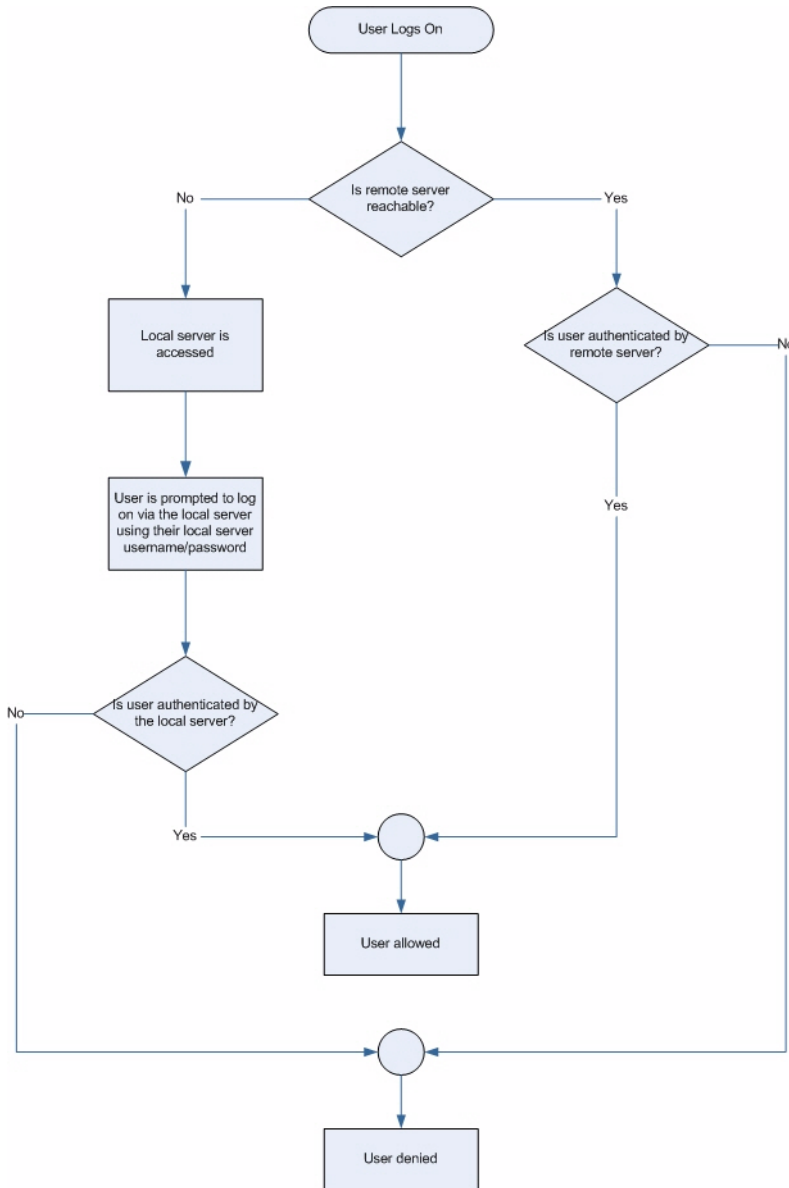 User Logs On
Is remote server
reachable?
No
Yes
Local server is
accessed
Is user authenticated by
remote server?
No
User is prompted to log
on via the local server
using their local server
username/password
Yes
Is user authenticated by
the local server?
No
Yes
User allowed
User denied